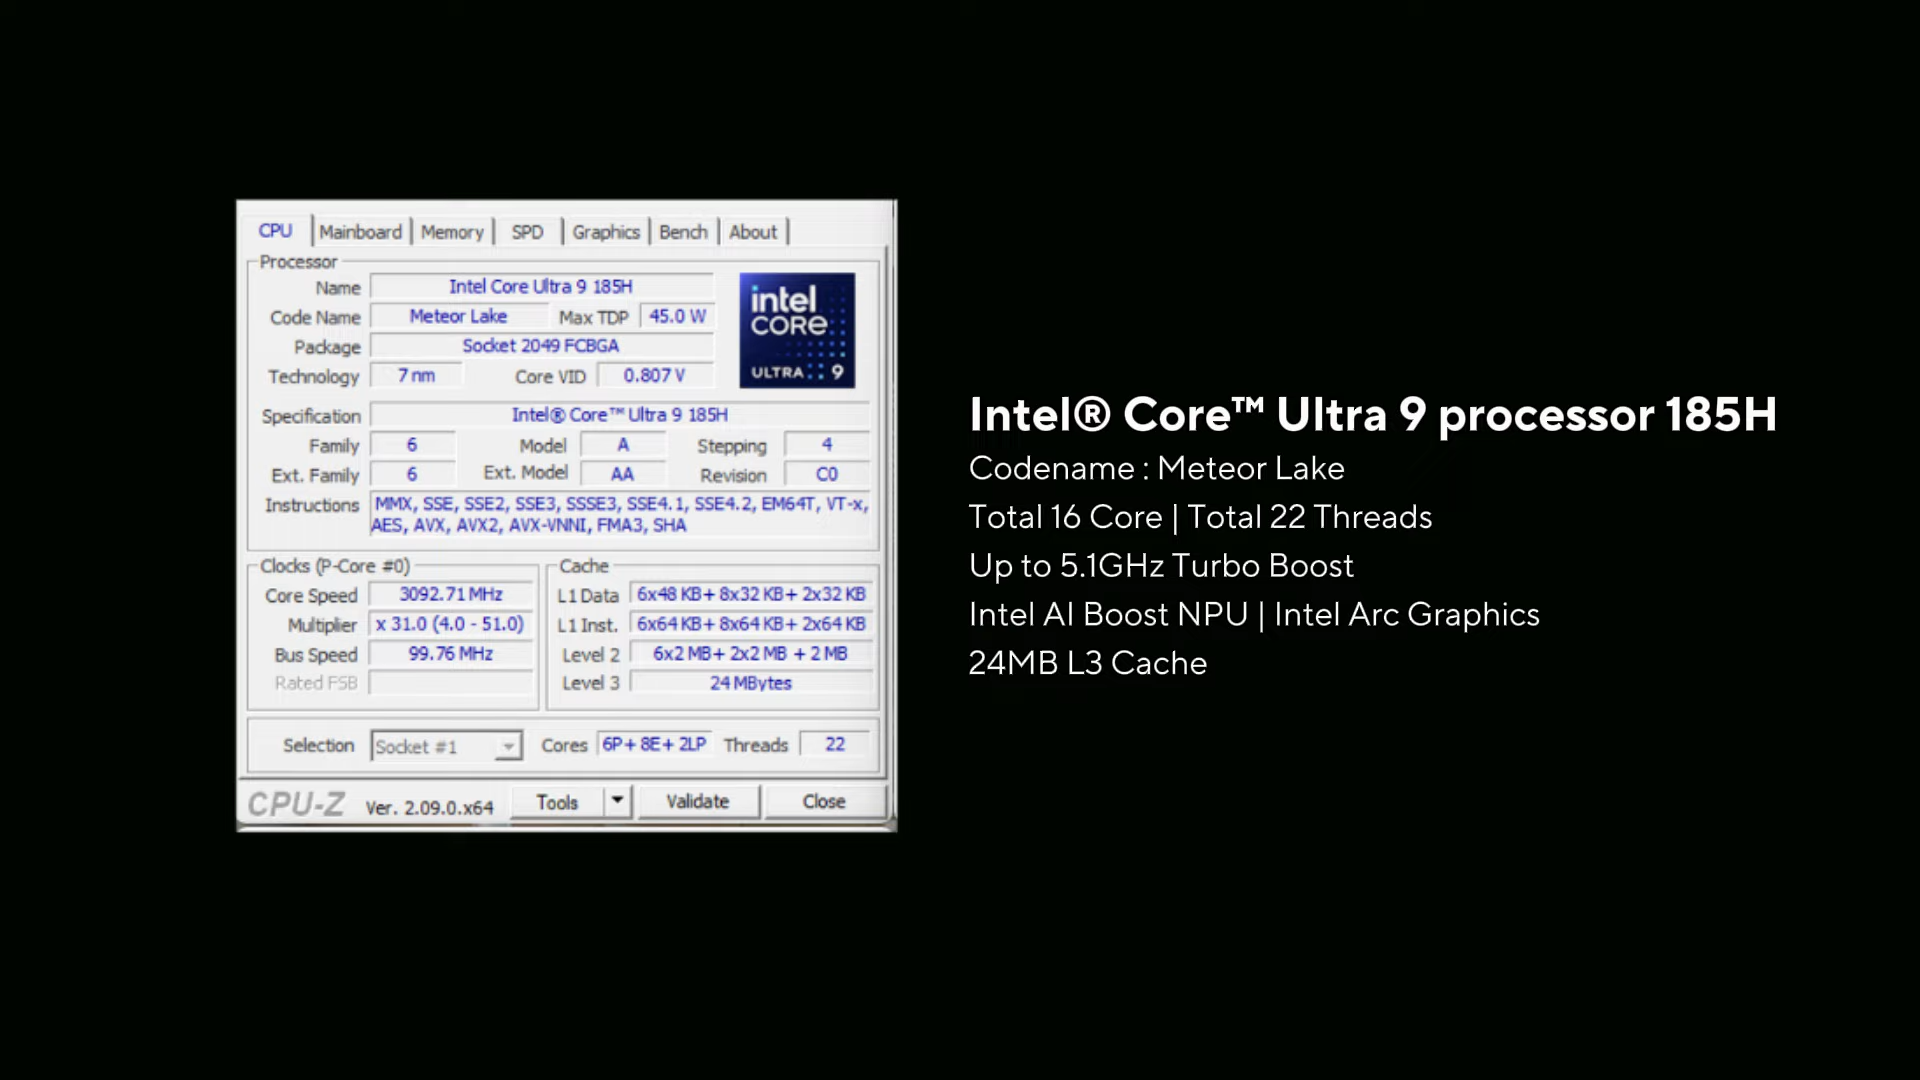 CPU Mainboard Memory SPD Graphics Bench About
Processor
Name Intel Core Ultra 9 185H
Code Name Meteor Lake Max TDP 45.0 W
Package Socket 2049 FCBGA
Technology 7 nm Core VID 0.807 V
intel
CORE
ULTRA 9
Specification Intel® Core™ Ultra 9 185H
Family 6 Model A Stepping 4
Ext. Family 6 Ext. Model AA Revision C0
Instructions MMX, SSE, SSE2, SSE3, SSSE3, SSE4.1, SSE4.2, EM64T, VT-x,
AES, AVX, AVX2, AVX-VNNI, FMA3, SHA
Clocks (P-Core #0)
Core Speed 3092.71 MHz
Multiplier x 31.0 (4.0 - 51.0)
Bus Speed 99.76 MHz
Rated FSB
Cache
L1 Data 6x48 KB + 8x32 KB + 2x32 KB
L1 Inst. 6x64 KB + 8x64 KB + 2x64 KB
Level 2 6x2 MB + 2x2 MB + 2 MB
Level 3 24 MBytes
Selection Socket #1 Cores 6P + 8E + 2LP Threads 22
CPU-Z Ver. 2.09.0.x64 Tools Validate Close
Intel® Core™ Ultra 9 processor 185H
Codename : Meteor Lake
Total 16 Core | Total 22 Threads
Up to 5.1GHz Turbo Boost
Intel AI Boost NPU | Intel Arc Graphics
24MB L3 Cache